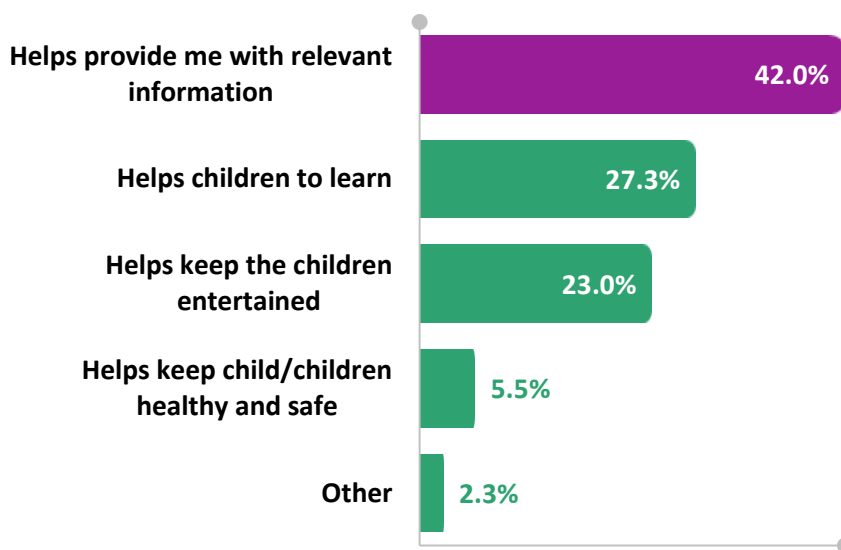 Helps provide me with relevant
information
42.0%
Helps children to learn
27.3%
Helps keep the children
entertained
23.0%
Helps keep child/children
healthy and safe
5.5%
Other
2.3%